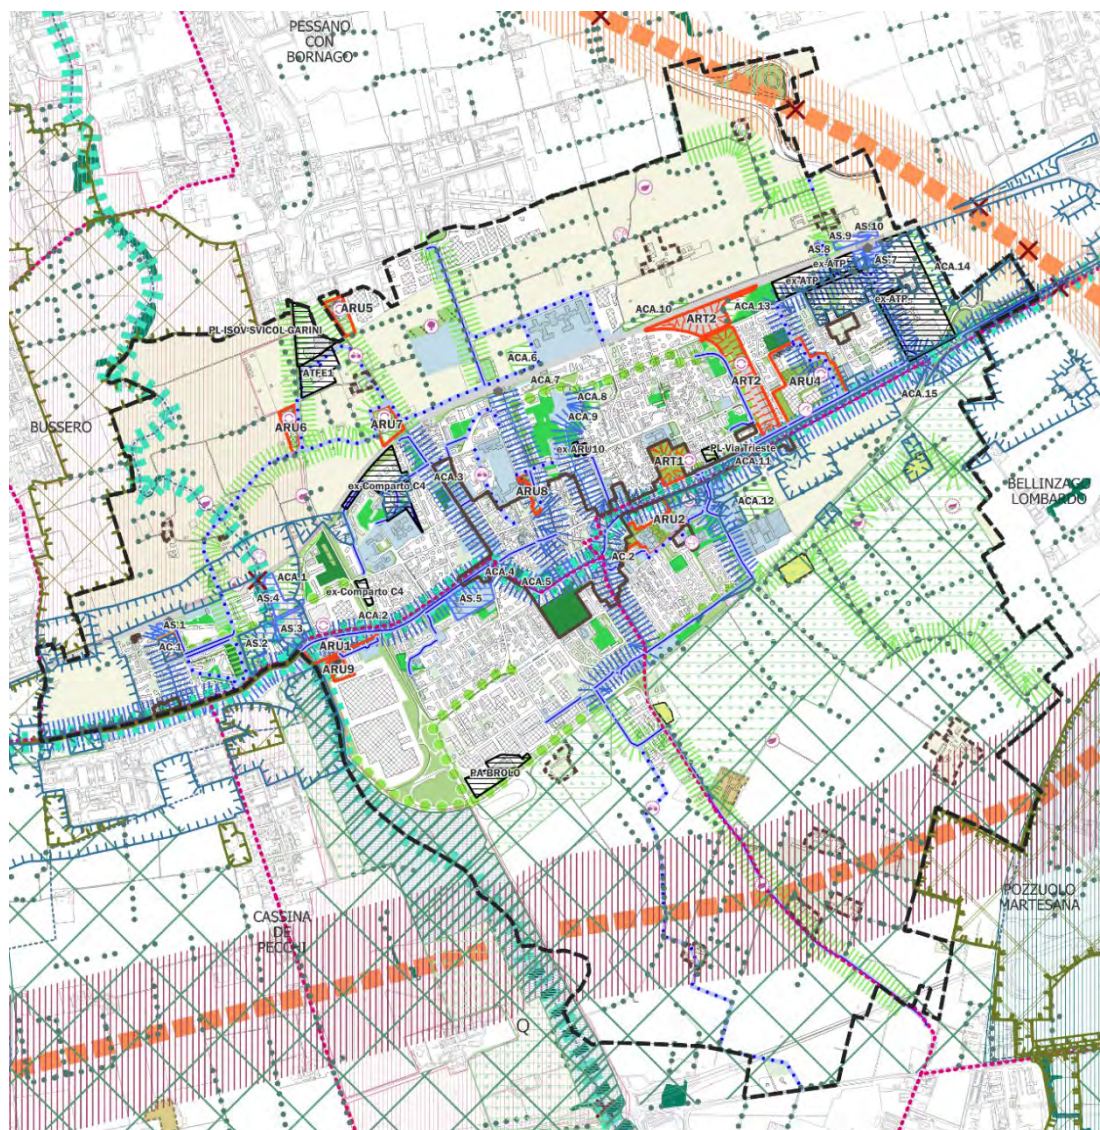 PESSANO
CON
BORNAGO
AS.10
AS.9
AS.8
AS.7
ex-ATP
ACA.14
ex-ATP
ex-ATP
ACA.10
ACA.13
ART2
ARU5
PL-ISOV-SVICOL-GARINI
ATFE1
ACA.6
ACA.7
ACA.8
ACA.9
ART2
ARU4
ACA.15
BUSSERO
ARU6
ARU7
ex ARU10
PL-Via Trieste
ART1
ACA.11
ACA.3
ex-Comparto C4
ARU8
BELLINZAGO
LOMBARDO
ACA.12
ARU2
AC.2
ACA.4
ACA.5
ACA.1
ex-Comparto C4
AS.4
AS.5
ACA.2
AS.1
AS.3
AC.1
AS.2
ARU1
ARU9
PA-BROLO
CASSINA
DE
PECCHI
POZZUOLO
MARTESANA
Q